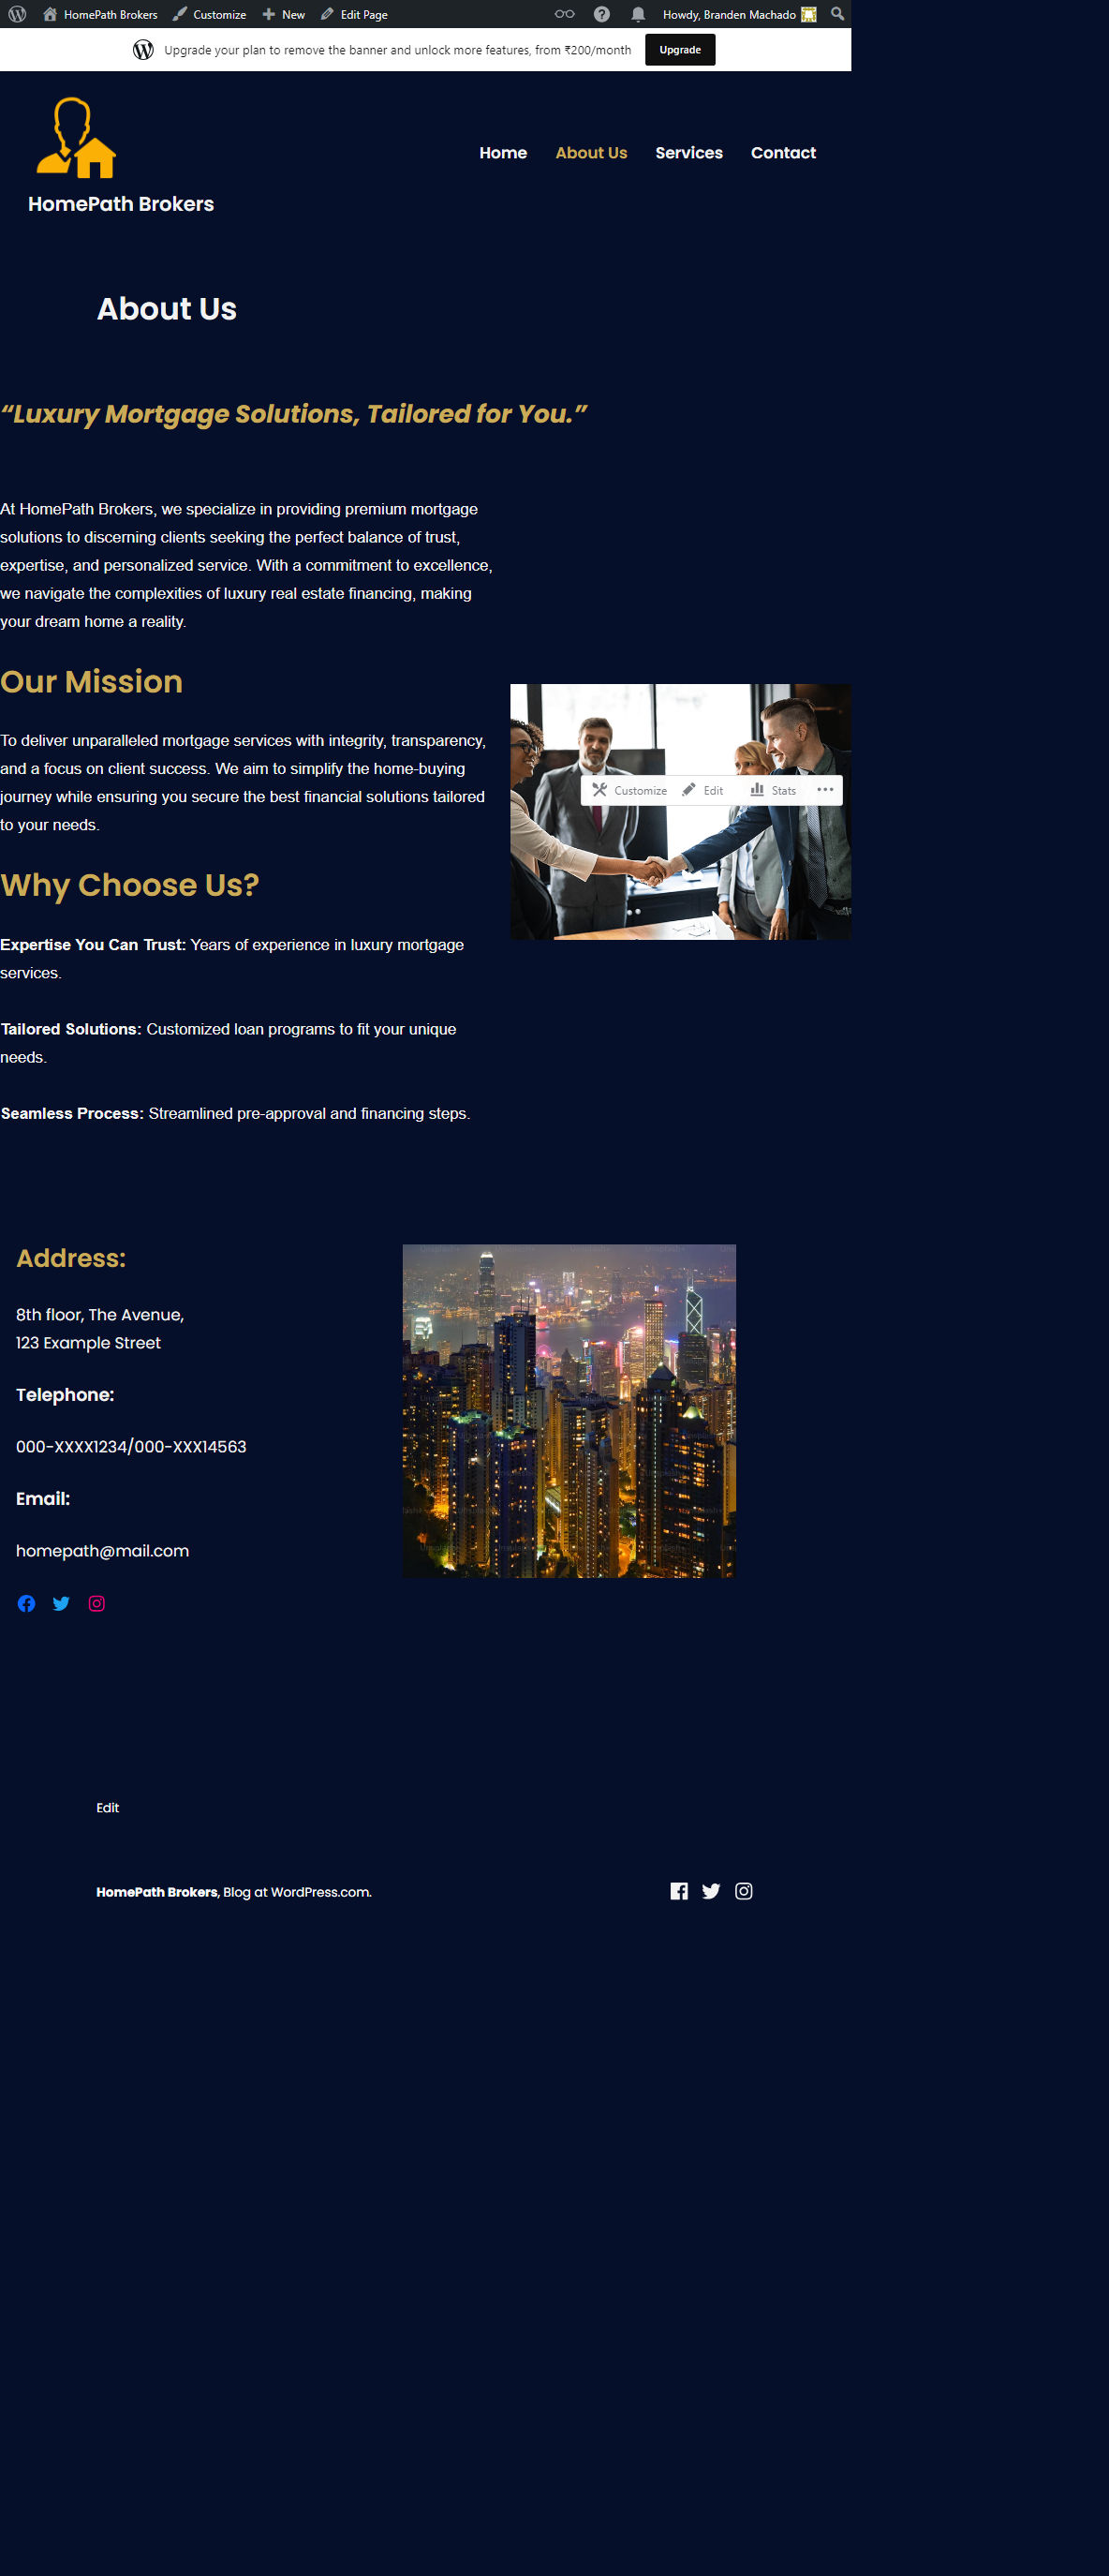 HomePath Brokers Customize New Edit Page Howdy, Branden Machado
Upgrade your plan to remove the banner and unlock more features, from ₹200/month Upgrade
HomePath Brokers
Home About Us Services Contact
About Us
“Luxury Mortgage Solutions, Tailored for You.”
At HomePath Brokers, we specialize in providing premium mortgage
solutions to discerning clients seeking the perfect balance of trust,
expertise, and personalized service. With a commitment to excellence,
we navigate the complexities of luxury real estate financing, making
your dream home a reality.
Our Mission
To deliver unparalleled mortgage services with integrity, transparency,
and a focus on client success. We aim to simplify the home-buying
journey while ensuring you secure the best financial solutions tailored
to your needs.
Customize Edit Stats
Why Choose Us?
Expertise You Can Trust: Years of experience in luxury mortgage
services.
Tailored Solutions: Customized loan programs to fit your unique
needs.
Seamless Process: Streamlined pre-approval and financing steps.
Address:
8th floor, The Avenue,
123 Example Street
Telephone:
000-XXXX1234/000-XXX14563
Email:
homepath@mail.com
Edit
HomePath Brokers, Blog at WordPress.com.